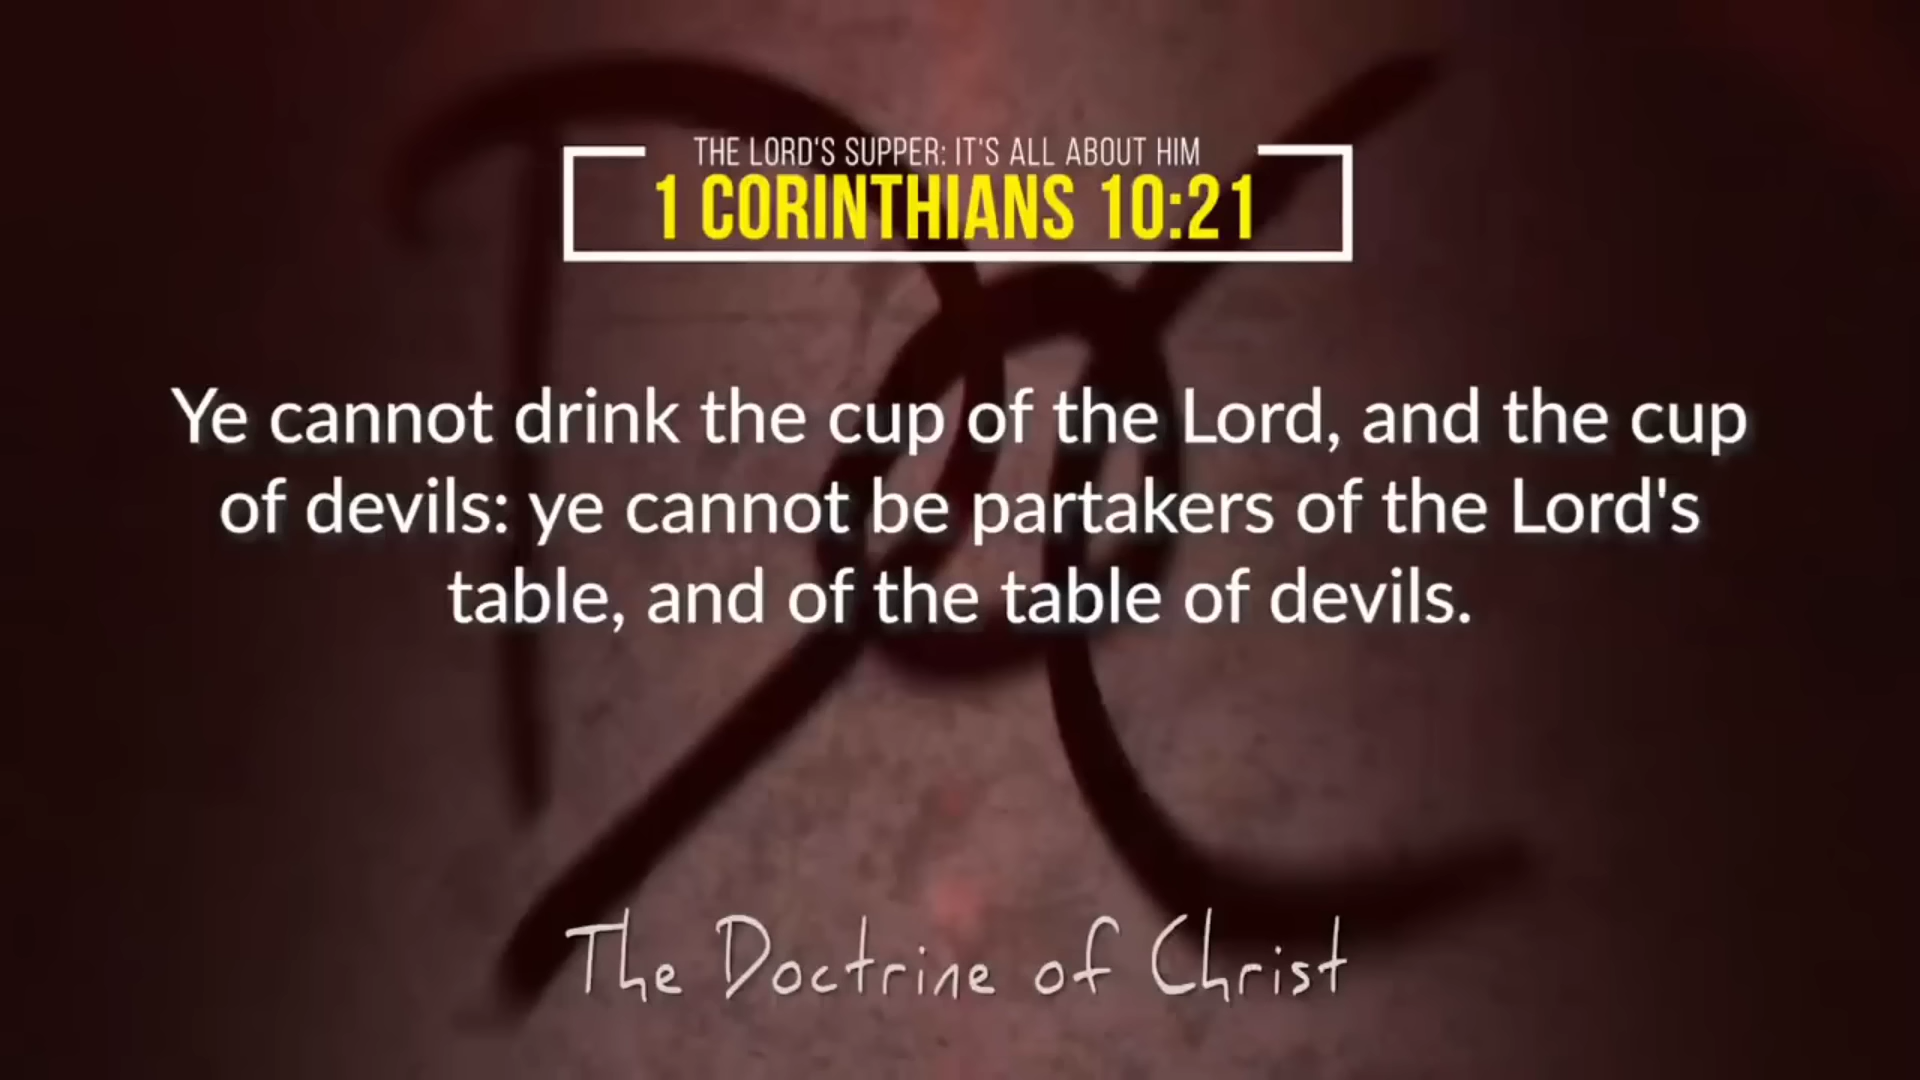 THE LORD'S SUPPER: IT'S ALL ABOUT HIM
1 CORINTHIANS 10:21
Ye cannot drink the cup of the Lord, and the cup
of devils: ye cannot be partakers of the Lord's
table, and of the table of devils.
The Doctrine of Christ